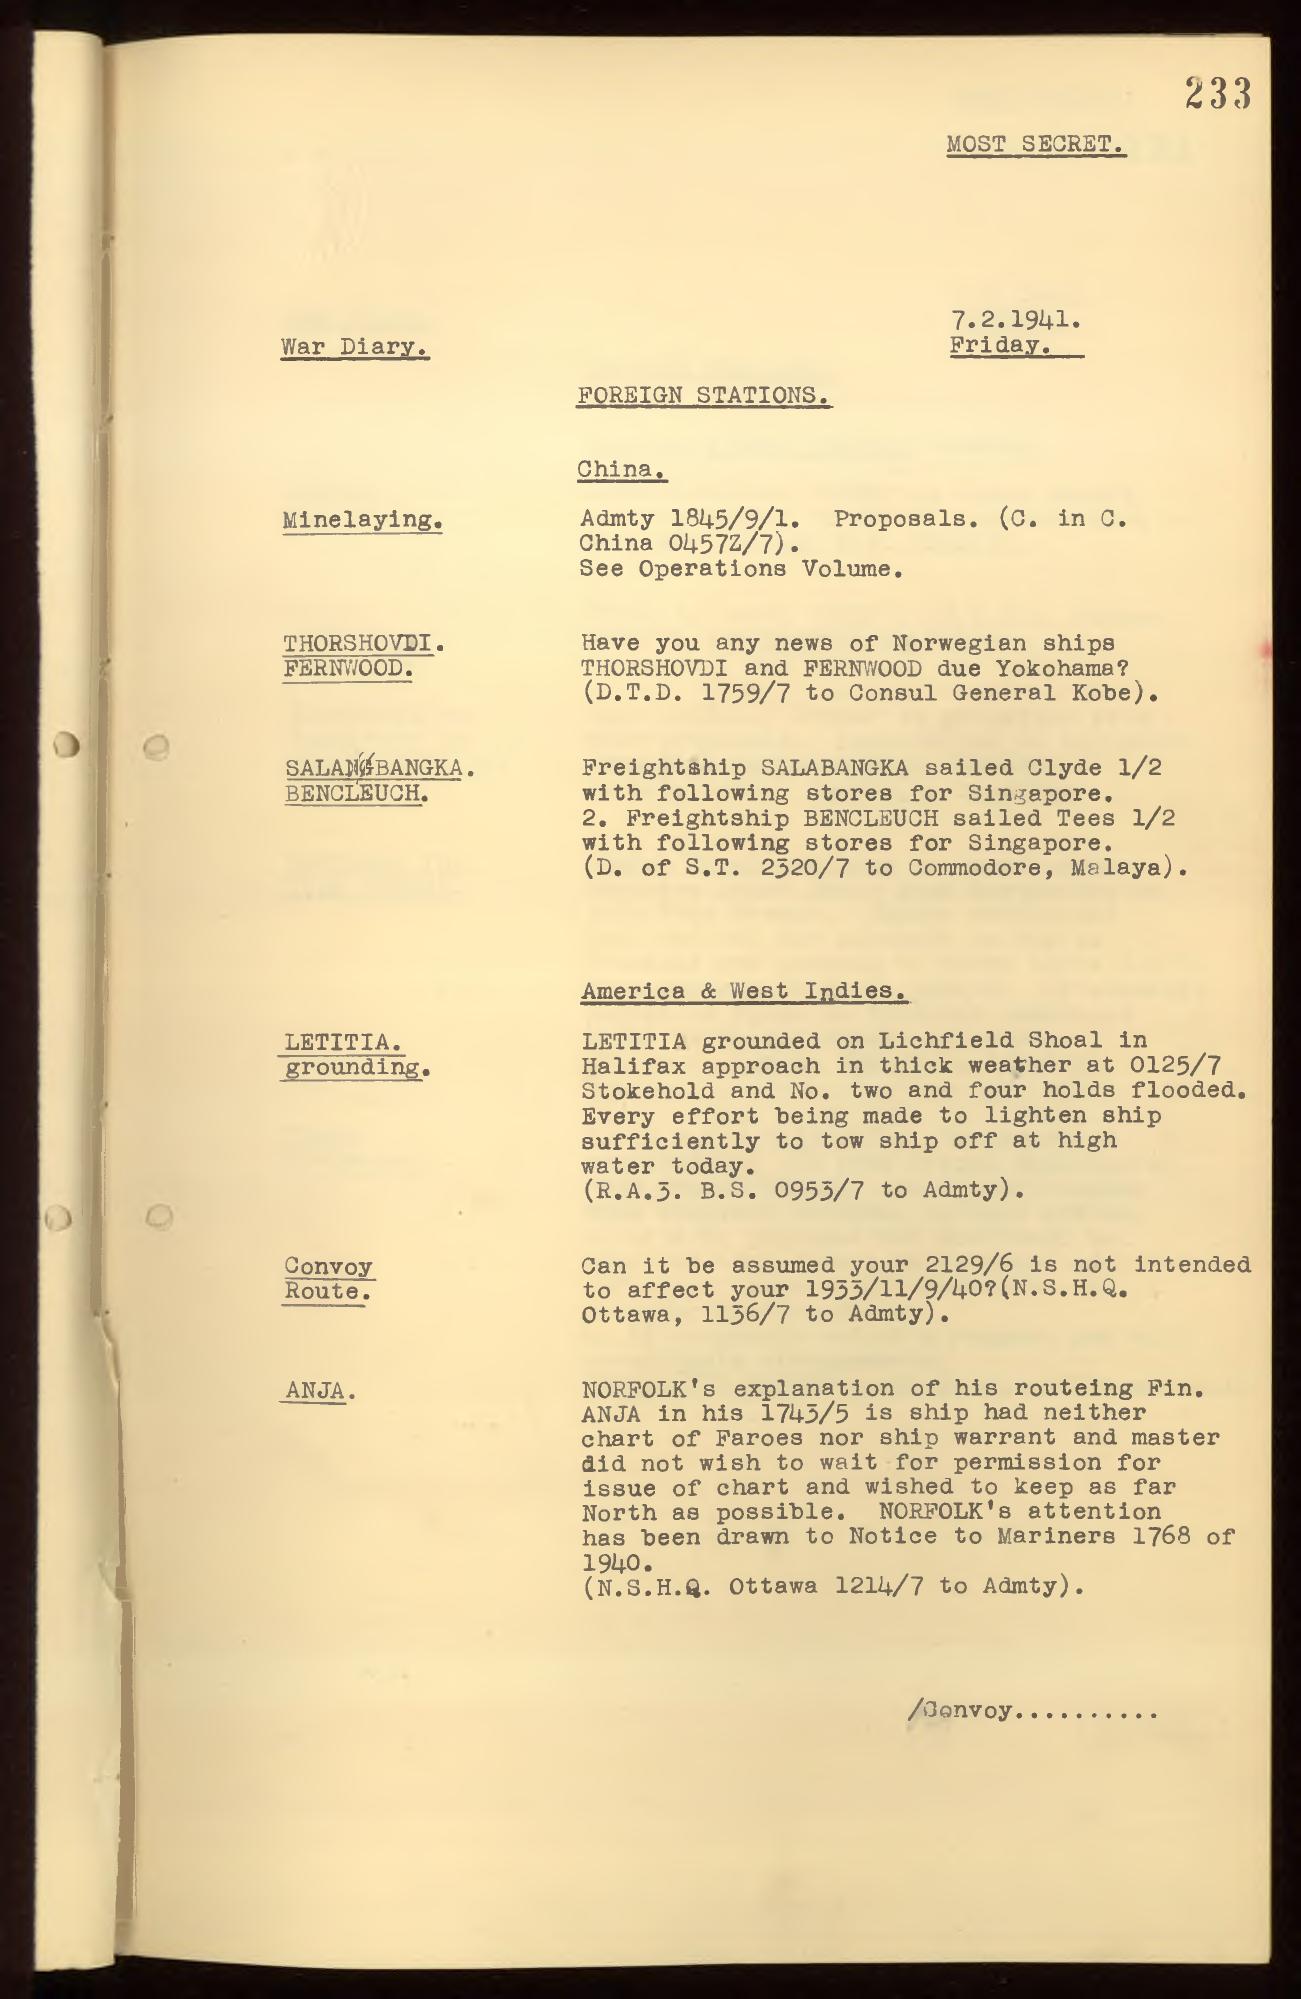 233
MOST SECRET.
7.2.1941.
War Diary.
Friday.
FOREIGN STATIONS.
China.
Minelaying.
Admty 1845/9/1. Proposals. (C. in C.
China 0457Z/7).
See Operations Volume.
THORSHOVDI.
FERNWOOD.
Have you any news of Norwegian ships
THORSHOVDI and FERNWOOD due Yokohama?
(D.T.D. 1759/7 to Consul General Kobe).
SALABANGKA.
BENCLEUCH.
Freightship SALABANGKA sailed Clyde 1/2
with following stores for Singapore.
2. Freightship BENCLEUCH sailed Tees 1/2
with following stores for Singapore.
(D. of S.T. 2320/7 to Commodore, Malaya).
America & West Indies.
LETITIA.
grounding.
LETITIA grounded on Lichfield Shoal in
Halifax approach in thick weather at 0125/7
Stokehold and No. two and four holds flooded.
Every effort being made to lighten ship
sufficiently to tow ship off at high
water today.
(R.A.3. B.S. 0953/7 to Admty).
Convoy
Route.
Can it be assumed your 2129/6 is not intended
to affect your 1933/11/9/40?(N.S.H.Q.
Ottawa, 1136/7 to Admty).
ANJA.
NORFOLK's explanation of his routeing Fin.
ANJA in his 1743/5 is ship had neither
chart of Faroes nor ship warrant and master
did not wish to wait for permission for
issue of chart and wished to keep as far
North as possible. NORFOLK's attention
has been drawn to Notice to Mariners 1768 of
1940.
(N.S.H.Q. Ottawa 1214/7 to Admty).
/Convoy..........